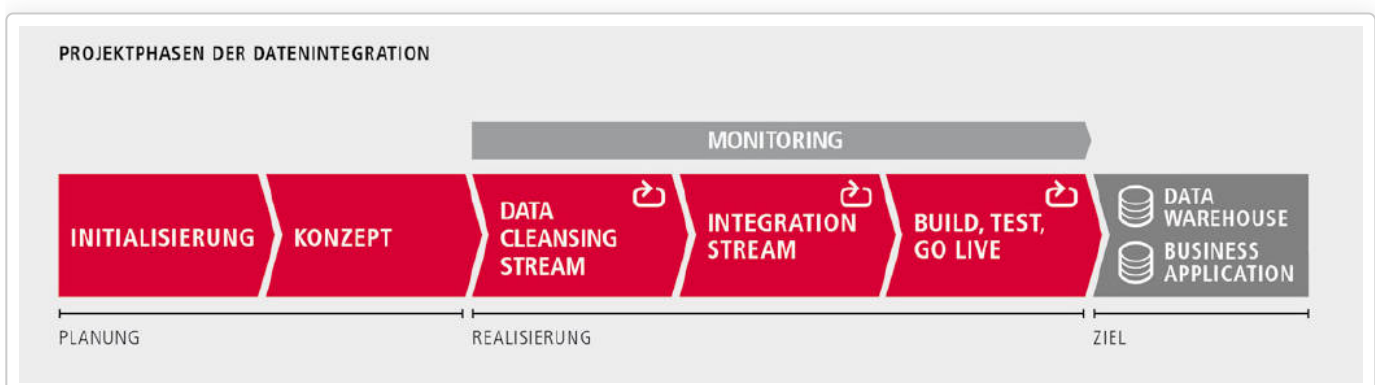 PROJEKTPHASEN DER DATENINTEGRATION
MONITORING
INITIALISIERUNG
KONZEPT
DATA
CLEANSING
STREAM
INTEGRATION
STREAM
BUILD, TEST,
GO LIVE
DATA
WAREHOUSE
BUSINESS
APPLICATION
PLANUNG
REALISIERUNG
ZIEL